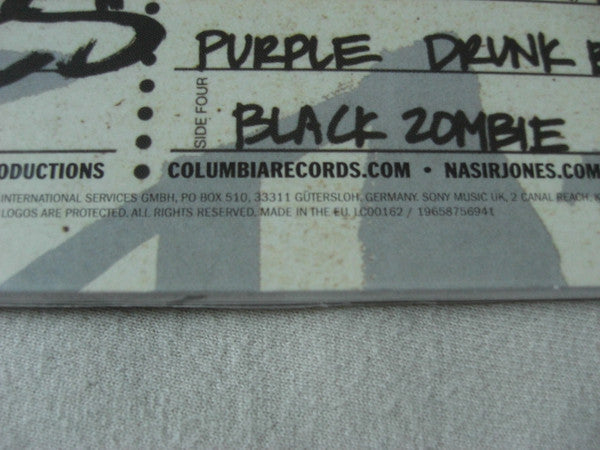 PURPLE DRUNK
SIDE FOUR
BLACK ZOMBIE
ODUCTIONS • COLUMBIARECORDS.COM • NASIRJONES.COM
INTERNATIONAL SERVICES GMBH, PO BOX 510, 33311 GÜTERSLOH, GERMANY. SONY MUSIC UK, 2 CANAL REACH, K
LOGOS ARE PROTECTED. ALL RIGHTS RESERVED. MADE IN THE EU. LC00162 / 19658756941